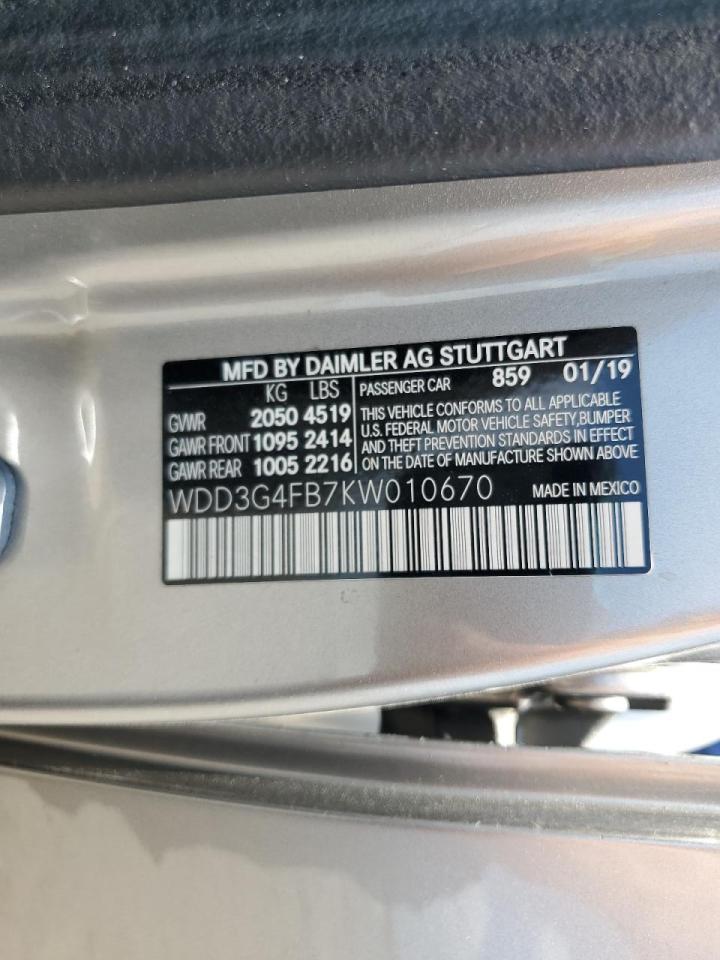 MFD BY DAIMLER AG STUTTGART
KG LBS PASSENGER CAR 859 01/19
GVWR 2050 4519 THIS VEHICLE CONFORMS TO ALL APPLICABLE
GAWR FRONT 1095 2414 U.S. FEDERAL MOTOR VEHICLE SAFETY, BUMPER
GAWR REAR 1005 2216 AND THEFT PREVENTION STANDARDS IN EFFECT
ON THE DATE OF MANUFACTURE SHOWN ABOVE
WDD3G4FB7KW010670 MADE IN MEXICO